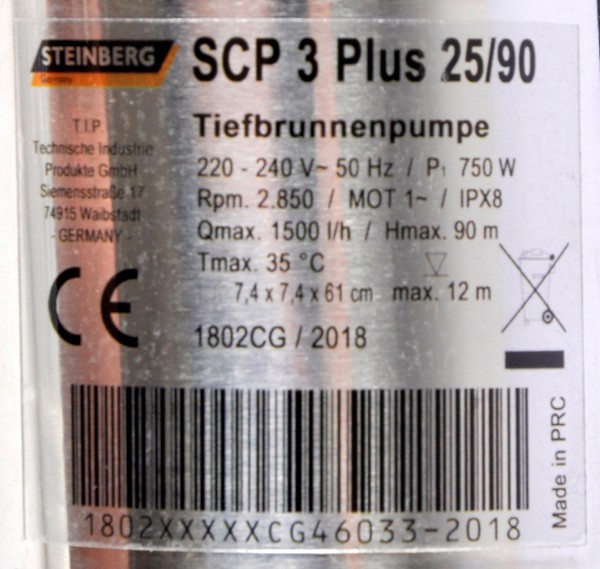 STEINBERG
Germany
SCP 3 Plus 25/90
T.I.P.
Technische Industrie
Produkte GmbH
Siemensstraße 17
74915 Waibstadt
- GERMANY -
Tiefbrunnenpumpe
220 - 240 V~ 50 Hz / P1 750 W
Rpm. 2.850 / MOT 1~ / IPX8
Qmax. 1500 l/h / Hmax. 90 m
Tmax. 35 °C
7,4 x 7,4 x 61 cm max. 12 m
CE
1802CG / 2018
Made in PRC
1802XXXXXCG46033-2018